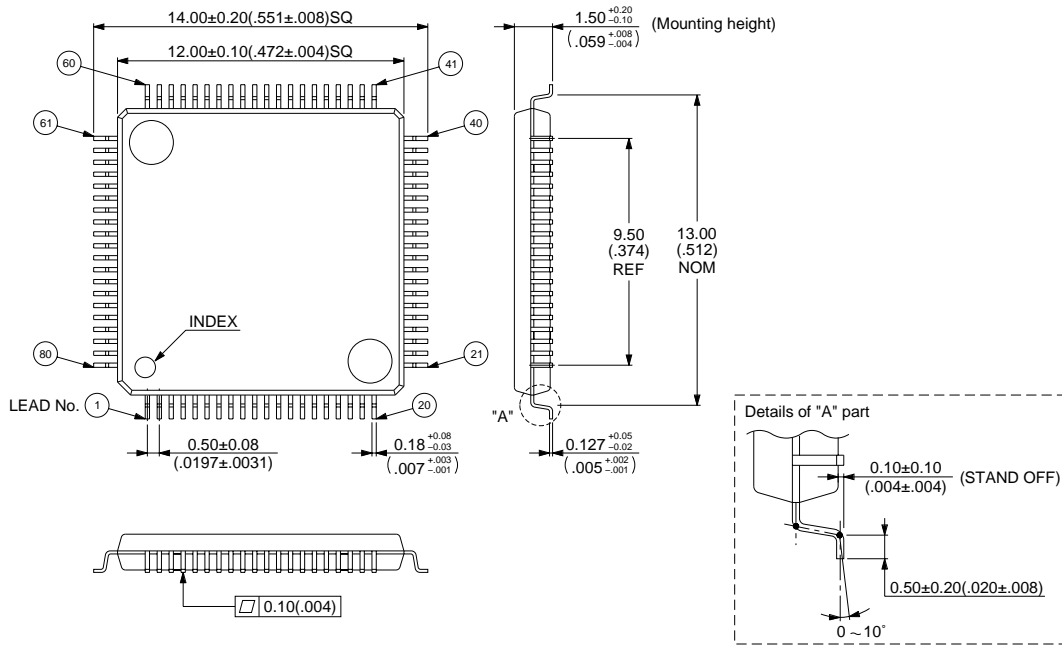 14.00±0.20(.551±.008)SQ
12.00±0.10(.472±.004)SQ
1.50 +0.20 -0.10 (Mounting height)
(.059 +.008 -.004)
60
41
61
40
9.50
(.374)
REF
13.00
(.512)
NOM
INDEX
80
21
LEAD No. 1
20
"A"
0.50±0.08
(.0197±.0031)
0.18 +0.08 -0.03
(.007 +.003 -.001)
0.127 +0.05 -0.02
(.005 +.002 -.001)
Details of "A" part
0.10±0.10
(.004±.004)
(STAND OFF)
0.50±0.20(.020±.008)
0~10°
0.10(.004)